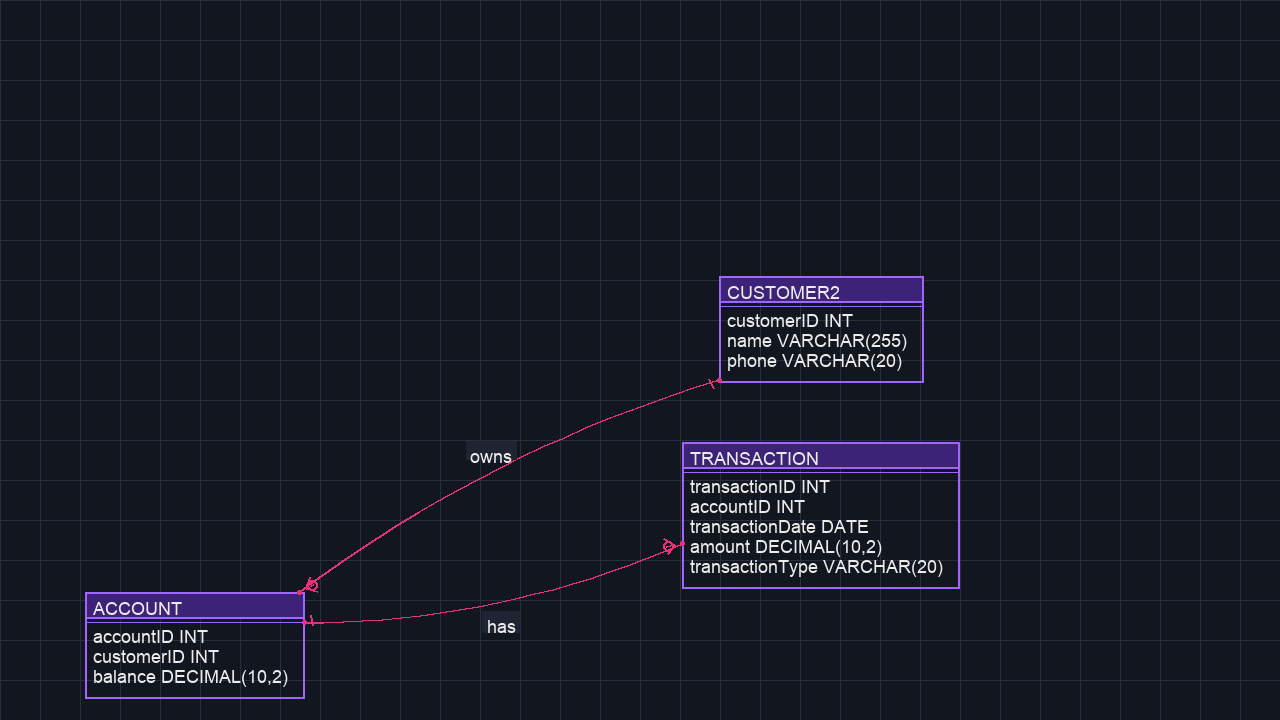 CUSTOMER2
customerID INT
name VARCHAR(255)
phone VARCHAR(20)
owns
TRANSACTION
transactionID INT
accountID INT
transactionDate DATE
amount DECIMAL(10,2)
transactionType VARCHAR(20)
ACCOUNT
accountID INT
customerID INT
balance DECIMAL(10,2)
has